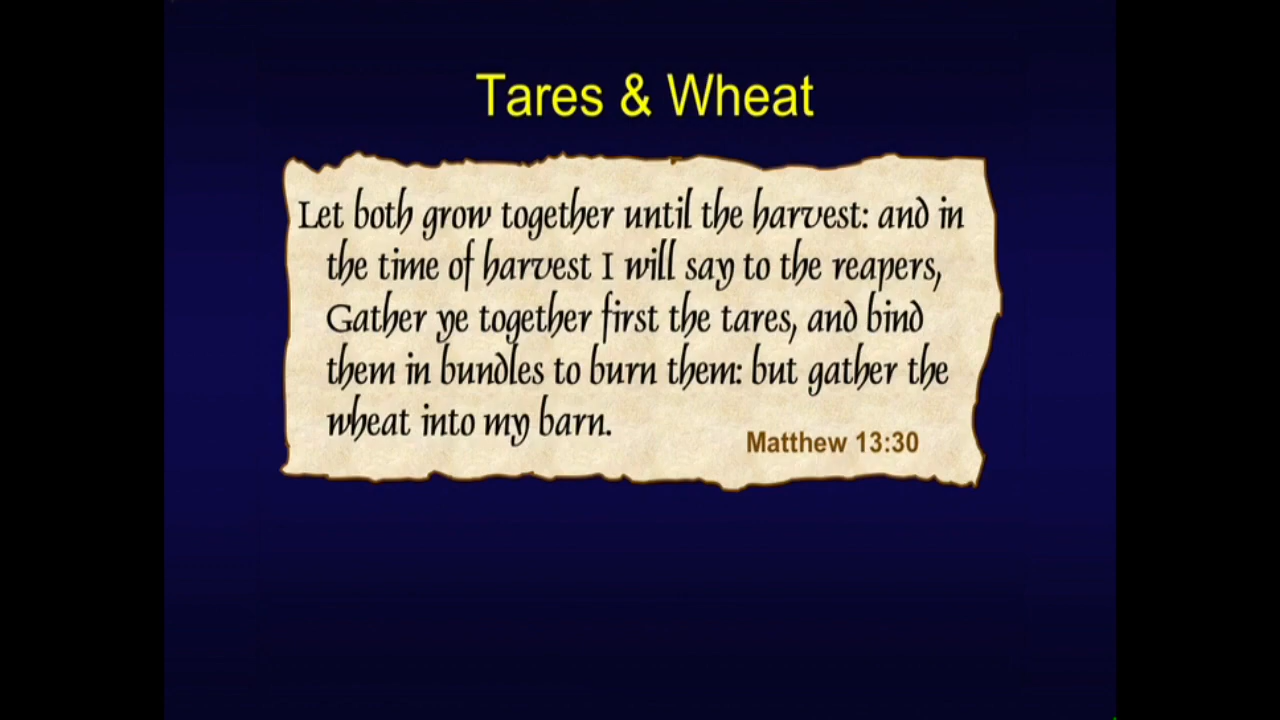 Tares & Wheat
Let both grow together until the harvest: and in
the time of harvest I will say to the reapers,
Gather ye together first the tares, and bind
them in bundles to burn them: but gather the
wheat into my barn.
Matthew 13:30